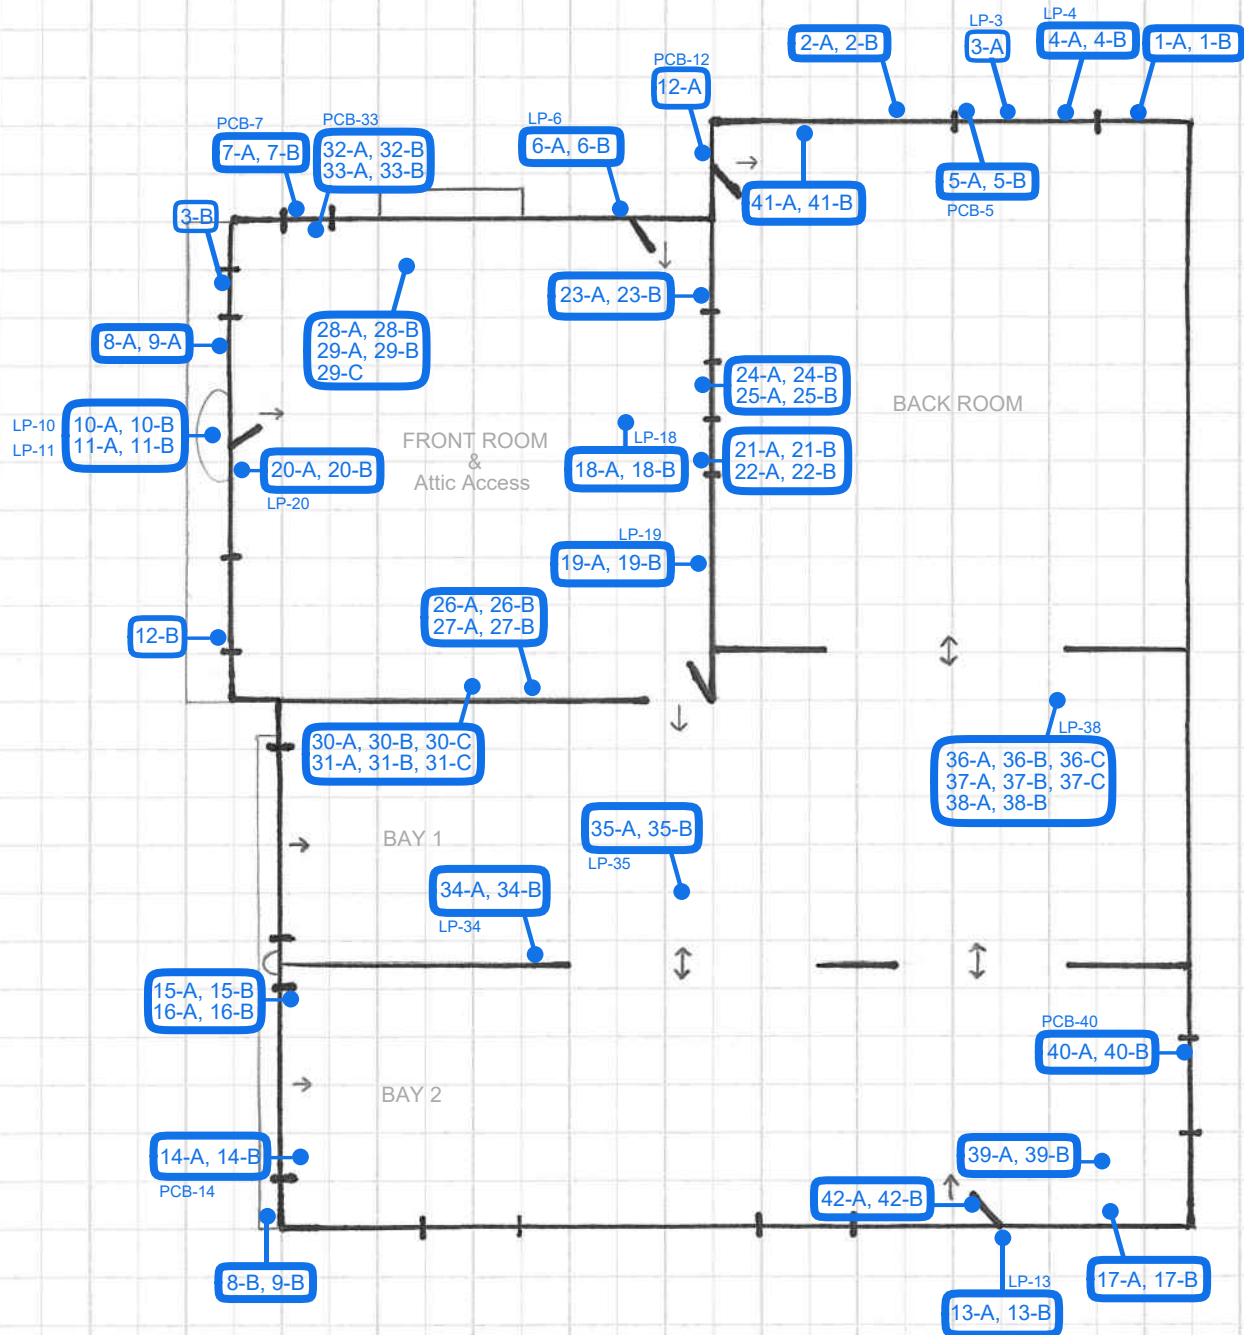 LP-3
LP-4
2-A, 2-B
3-A
4-A, 4-B
1-A, 1-B
PCB-12
12-A
PCB-7
7-A, 7-B
PCB-33
32-A, 32-B
33-A, 33-B
LP-6
6-A, 6-B
5-A, 5-B
PCB-5
41-A, 41-B
3-B
23-A, 23-B
8-A, 9-A
28-A, 28-B
29-A, 29-B
29-C
24-A, 24-B
25-A, 25-B
BACK ROOM
LP-10
LP-11
10-A, 10-B
11-A, 11-B
FRONT ROOM
&
Attic Access
LP-18
18-A, 18-B
21-A, 21-B
22-A, 22-B
20-A, 20-B
LP-20
LP-19
19-A, 19-B
26-A, 26-B
27-A, 27-B
12-B
30-A, 30-B, 30-C
31-A, 31-B, 31-C
LP-38
36-A, 36-B, 36-C
37-A, 37-B, 37-C
38-A, 38-B
BAY 1
35-A, 35-B
LP-35
34-A, 34-B
LP-34
15-A, 15-B
16-A, 16-B
PCB-40
40-A, 40-B
BAY 2
14-A, 14-B
PCB-14
39-A, 39-B
42-A, 42-B
8-B, 9-B
LP-13
13-A, 13-B
17-A, 17-B